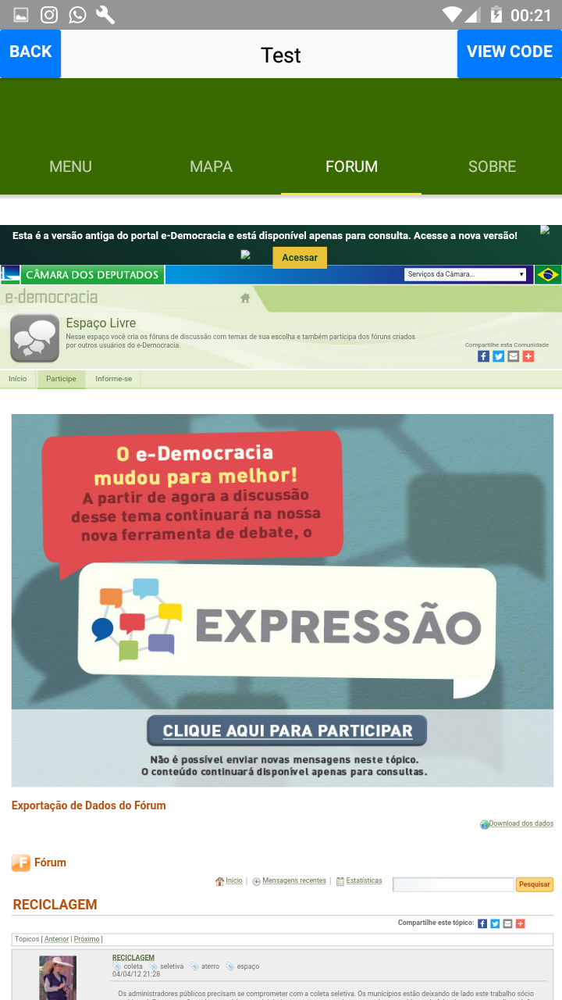 00:21
BACK
Test
VIEW CODE
MENU
MAPA
FORUM
SOBRE
Esta é a versão antiga do portal e-Democracia e está disponível apenas para consulta. Acesse a nova versão!
Acessar
CÂMARA DOS DEPUTADOS
Serviços da Câmara...
e-democracia
Espaço Livre
Nesse espaço você cria os fóruns de discussão com temas de sua escolha e também participa dos fóruns criados
por outros usuários do e-Democracia.
Compartilhe esta Comunidade
Início
Participe
Informe-se
O e-Democracia
mudou para melhor!
A partir de agora a discussão
desse tema continuará na nossa
nova ferramenta de debate, o
EXPRESSÃO
CLIQUE AQUI PARA PARTICIPAR
Não é possível enviar novas mensagens neste tópico.
O conteúdo continuará disponível apenas para consultas.
Exportação de Dados do Fórum
Download dos dados
F Fórum
Início | Mensagens recentes | Estatísticas
Pesquisar
RECICLAGEM
Compartilhe este tópico:
Tópicos [ Anterior | Próximo ]
RECICLAGEM
coleta seletiva aterro espaço
04/04/12 21:28
Os administradores públicos precisam se comprometer com a coleta seletiva. Os municípios estão deixando de lado este trabalho sócio